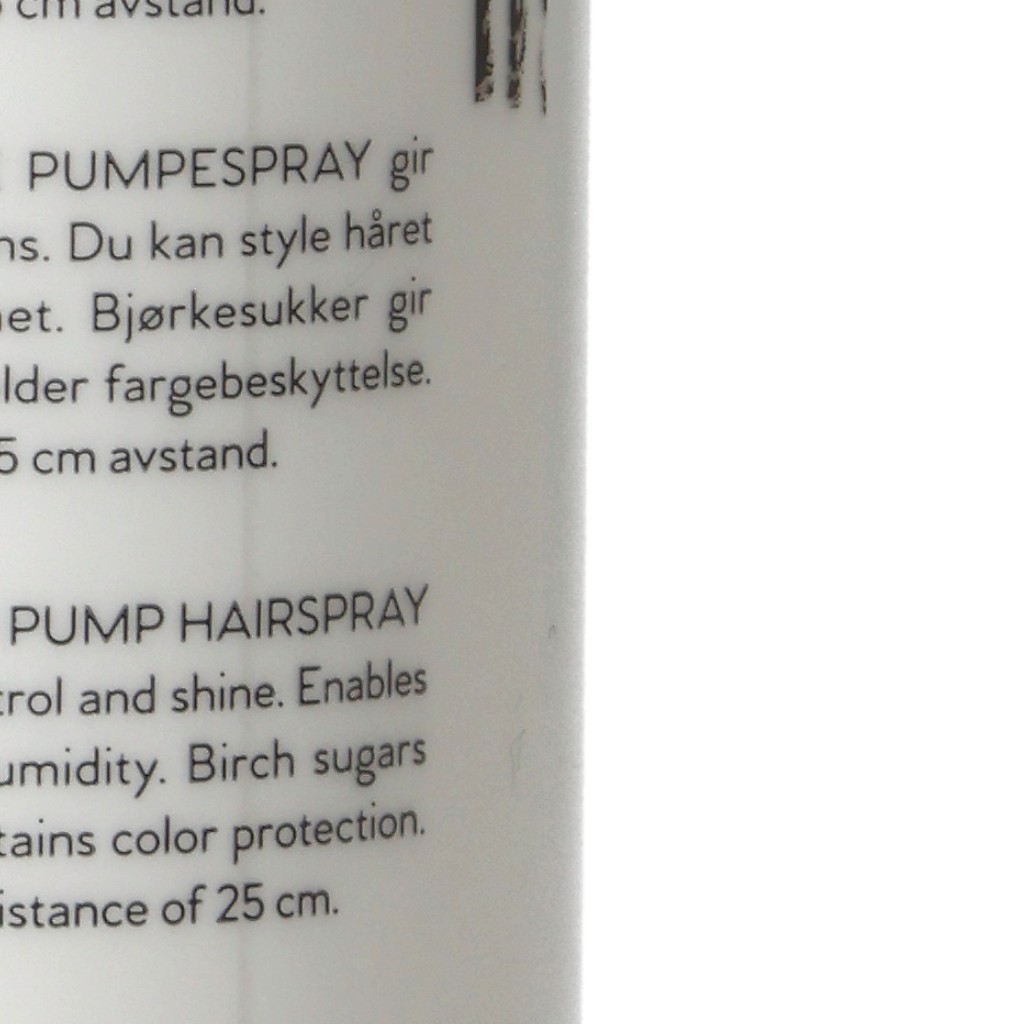 cm avstand.
PUMPESPRAY gir
ns. Du kan style håret
et. Bjørkesukker gir
lder fargebeskyttelse.
5 cm avstand.
PUMP HAIRSPRAY
trol and shine. Enables
umidity. Birch sugars
tains color protection.
istance of 25 cm.